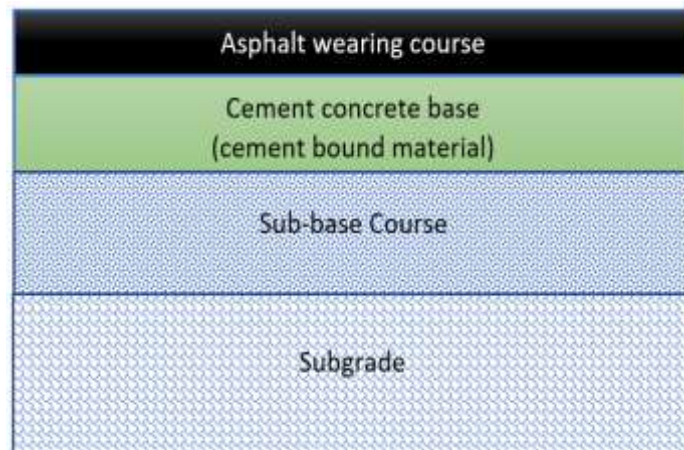 Asphalt wearing course
Cement concrete base
(cement bound material)
Sub-base Course
Subgrade